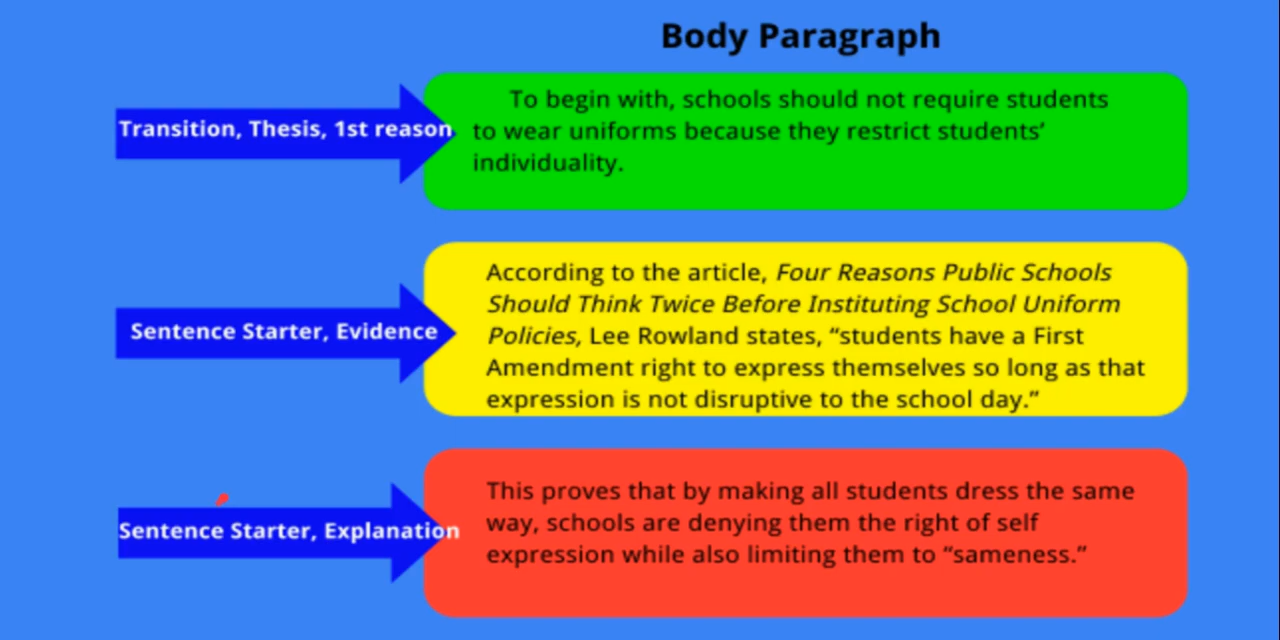 Body Paragraph
Transition, Thesis, 1st reason
To begin with, schools should not require students
to wear uniforms because they restrict students’
individuality.
Sentence Starter, Evidence
According to the article, Four Reasons Public Schools
Should Think Twice Before Instituting School Uniform
Policies, Lee Rowland states, “students have a First
Amendment right to express themselves so long as that
expression is not disruptive to the school day.”
Sentence Starter, Explanation
This proves that by making all students dress the same
way, schools are denying them the right of self
expression while also limiting them to “sameness.”